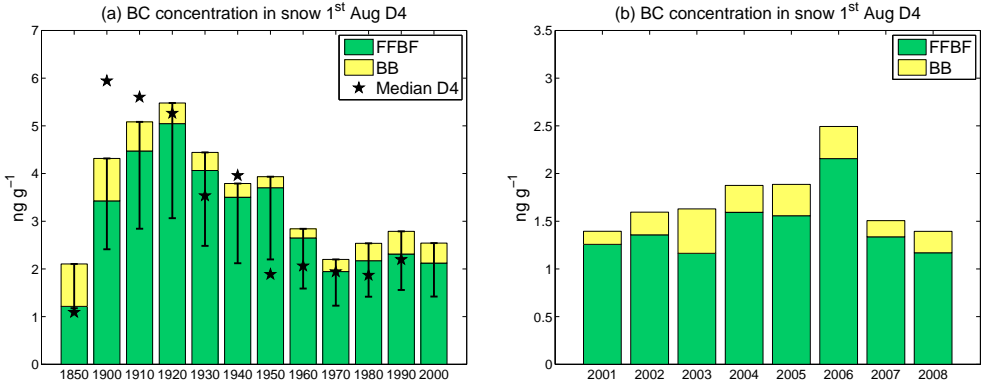 (a) BC concentration in snow 1st Aug D4
7
6
5
4
3
2
1
0
ng g−1
FFBF
BB
Median D4
1850 1900 1910 1920 1930 1940 1950 1960 1970 1980 1990 2000
(b) BC concentration in snow 1st Aug D4
3.5
3
2.5
2
1.5
1
0.5
0
ng g−1
FFBF
BB
2001 2002 2003 2004 2005 2006 2007 2008